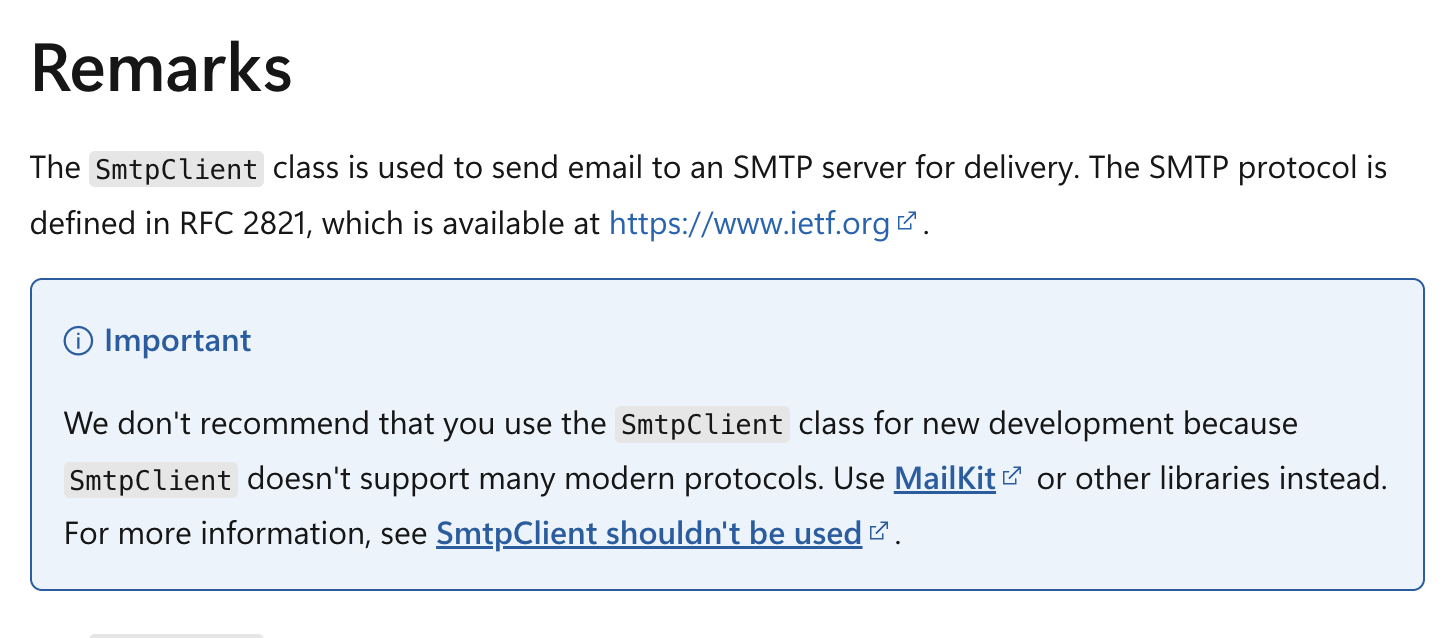 Remarks
The SmtpClient class is used to send email to an SMTP server for delivery. The SMTP protocol is
defined in RFC 2821, which is available at https://www.ietf.org .
Important
We don't recommend that you use the SmtpClient class for new development because
SmtpClient doesn't support many modern protocols. Use MailKit or other libraries instead.
For more information, see SmtpClient shouldn't be used .